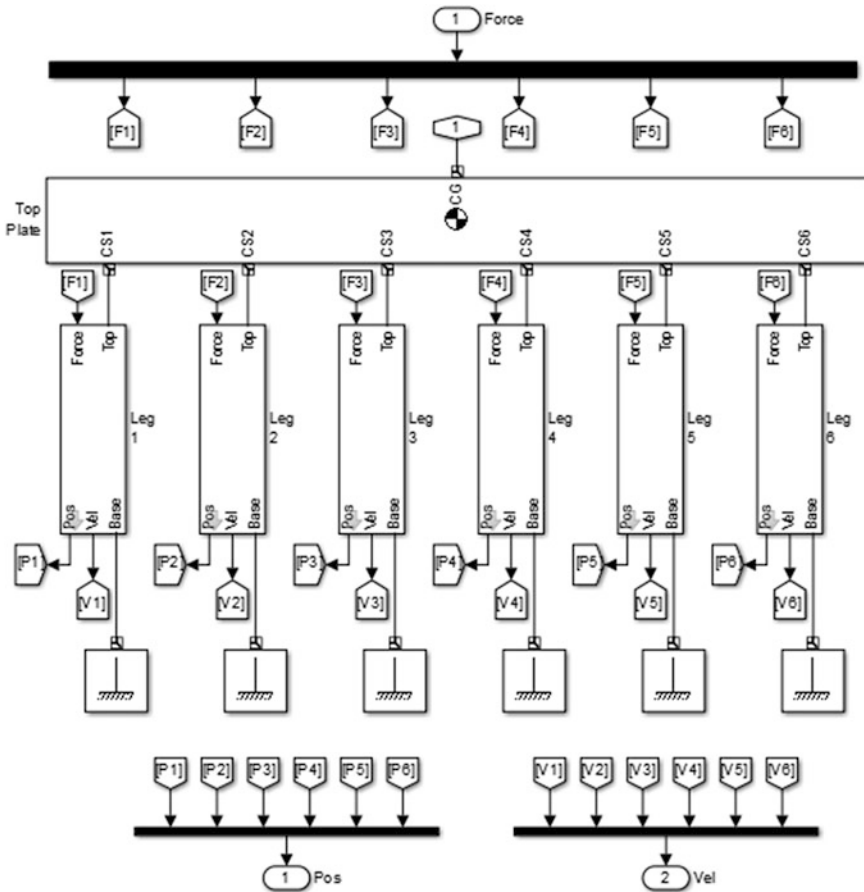 1 Force
[F1] [F2] [F3] 1 [F4] [F5] [F6]
Top
Plate
CG
CS1 CS2 CS3 CS4 CS5 CS6
[F1] [F2] [F3] [F4] [F5] [F6]
Force Top Force Top Force Top Force Top Force Top Force Top
Leg
1
Leg
2
Leg
3
Leg
4
Leg
5
Leg
6
Pos Vel Base Pos Vel Base Pos Vel Base Pos Vel Base Pos Vel Base Pos Vel Base
[P1] [P2] [P3] [P4] [P5] [P6]
[V1] [V2] [V3] [V4] [V5] [V6]
[P1] [P2] [P3] [P4] [P5] [P6] [V1] [V2] [V3] [V4] [V5] [V6]
1 Pos 2 Vel